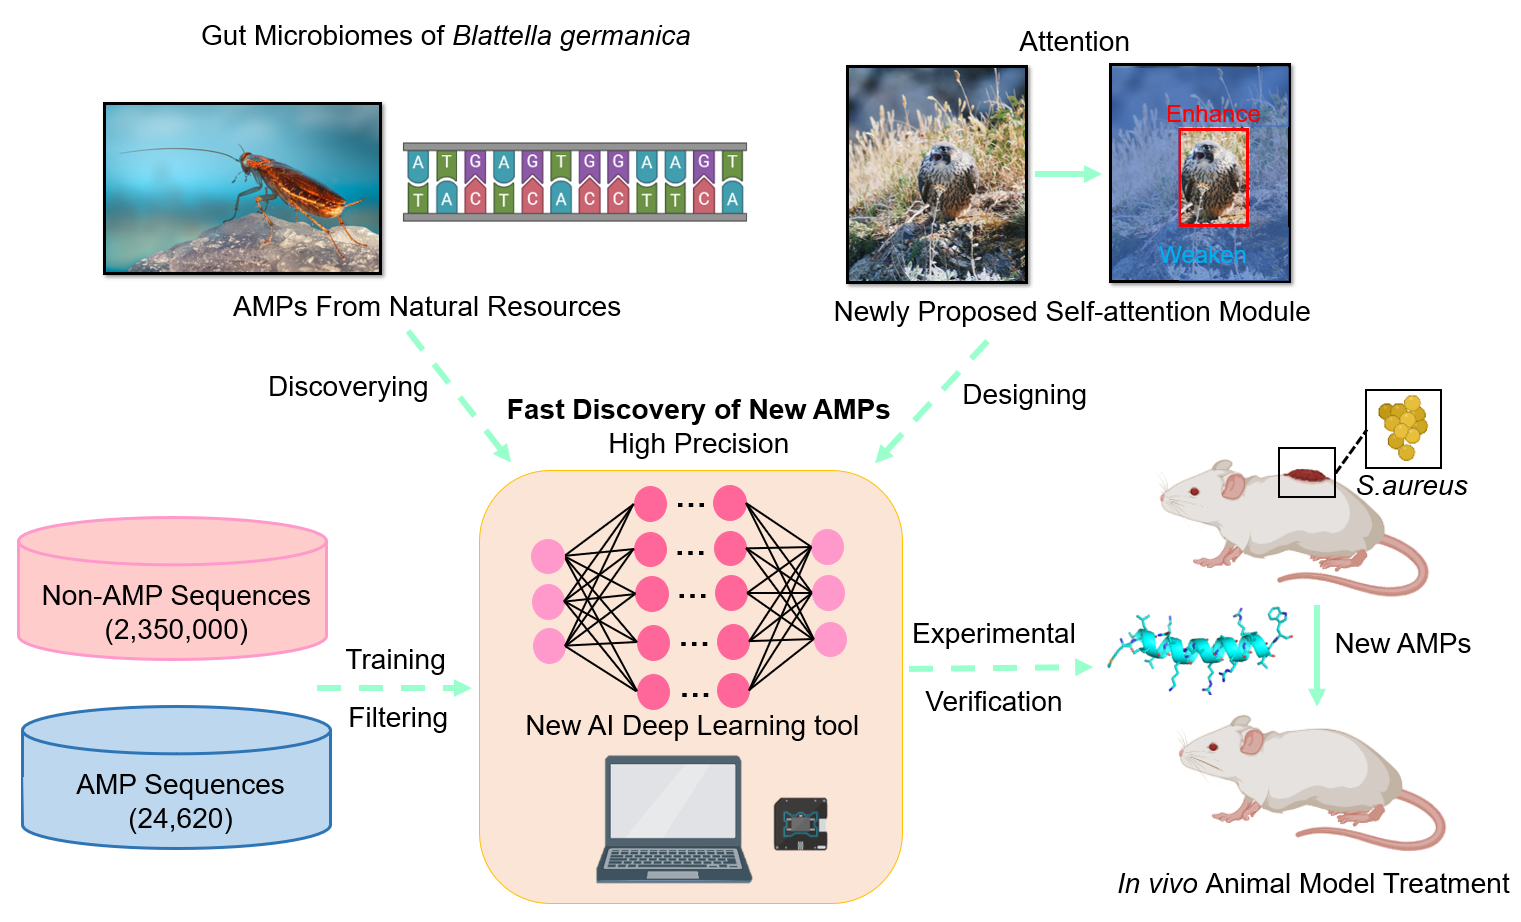 Gut Microbiomes of Blattella germanica
Attention
Enhance
Weaken
A T G A G T G G A A G T
T A C T C A C C T T C A
AMPs From Natural Resources
Newly Proposed Self-attention Module
Discoverying
Designing
Fast Discovery of New AMPs
High Precision
S.aureus
Non-AMP Sequences
(2,350,000)
Training
Filtering
AMP Sequences
(24,620)
... 
...
...
...
...
New AI Deep Learning tool
Experimental
Verification
New AMPs
In vivo Animal Model Treatment